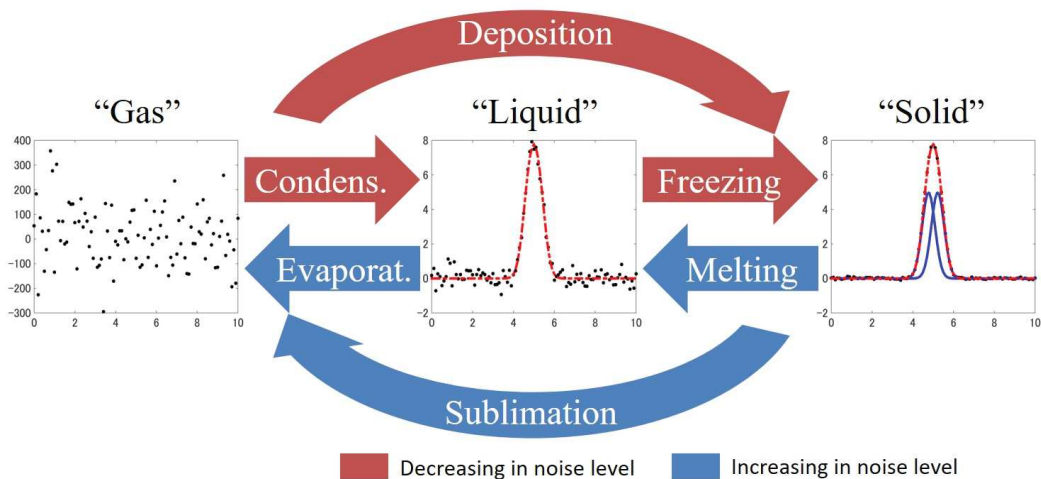 Deposition
“Gas”
“Liquid”
“Solid”
400
300
200
100
0
-100
-200
-300
0 2 4 6 8 10
Condens.
Evaporat.
8
6
4
2
0
-2
0 2 4 6 8 10
Freezing
Melting
8
6
4
2
0
-2
0 2 4 6 8 10
Sublimation
Decreasing in noise level
Increasing in noise level